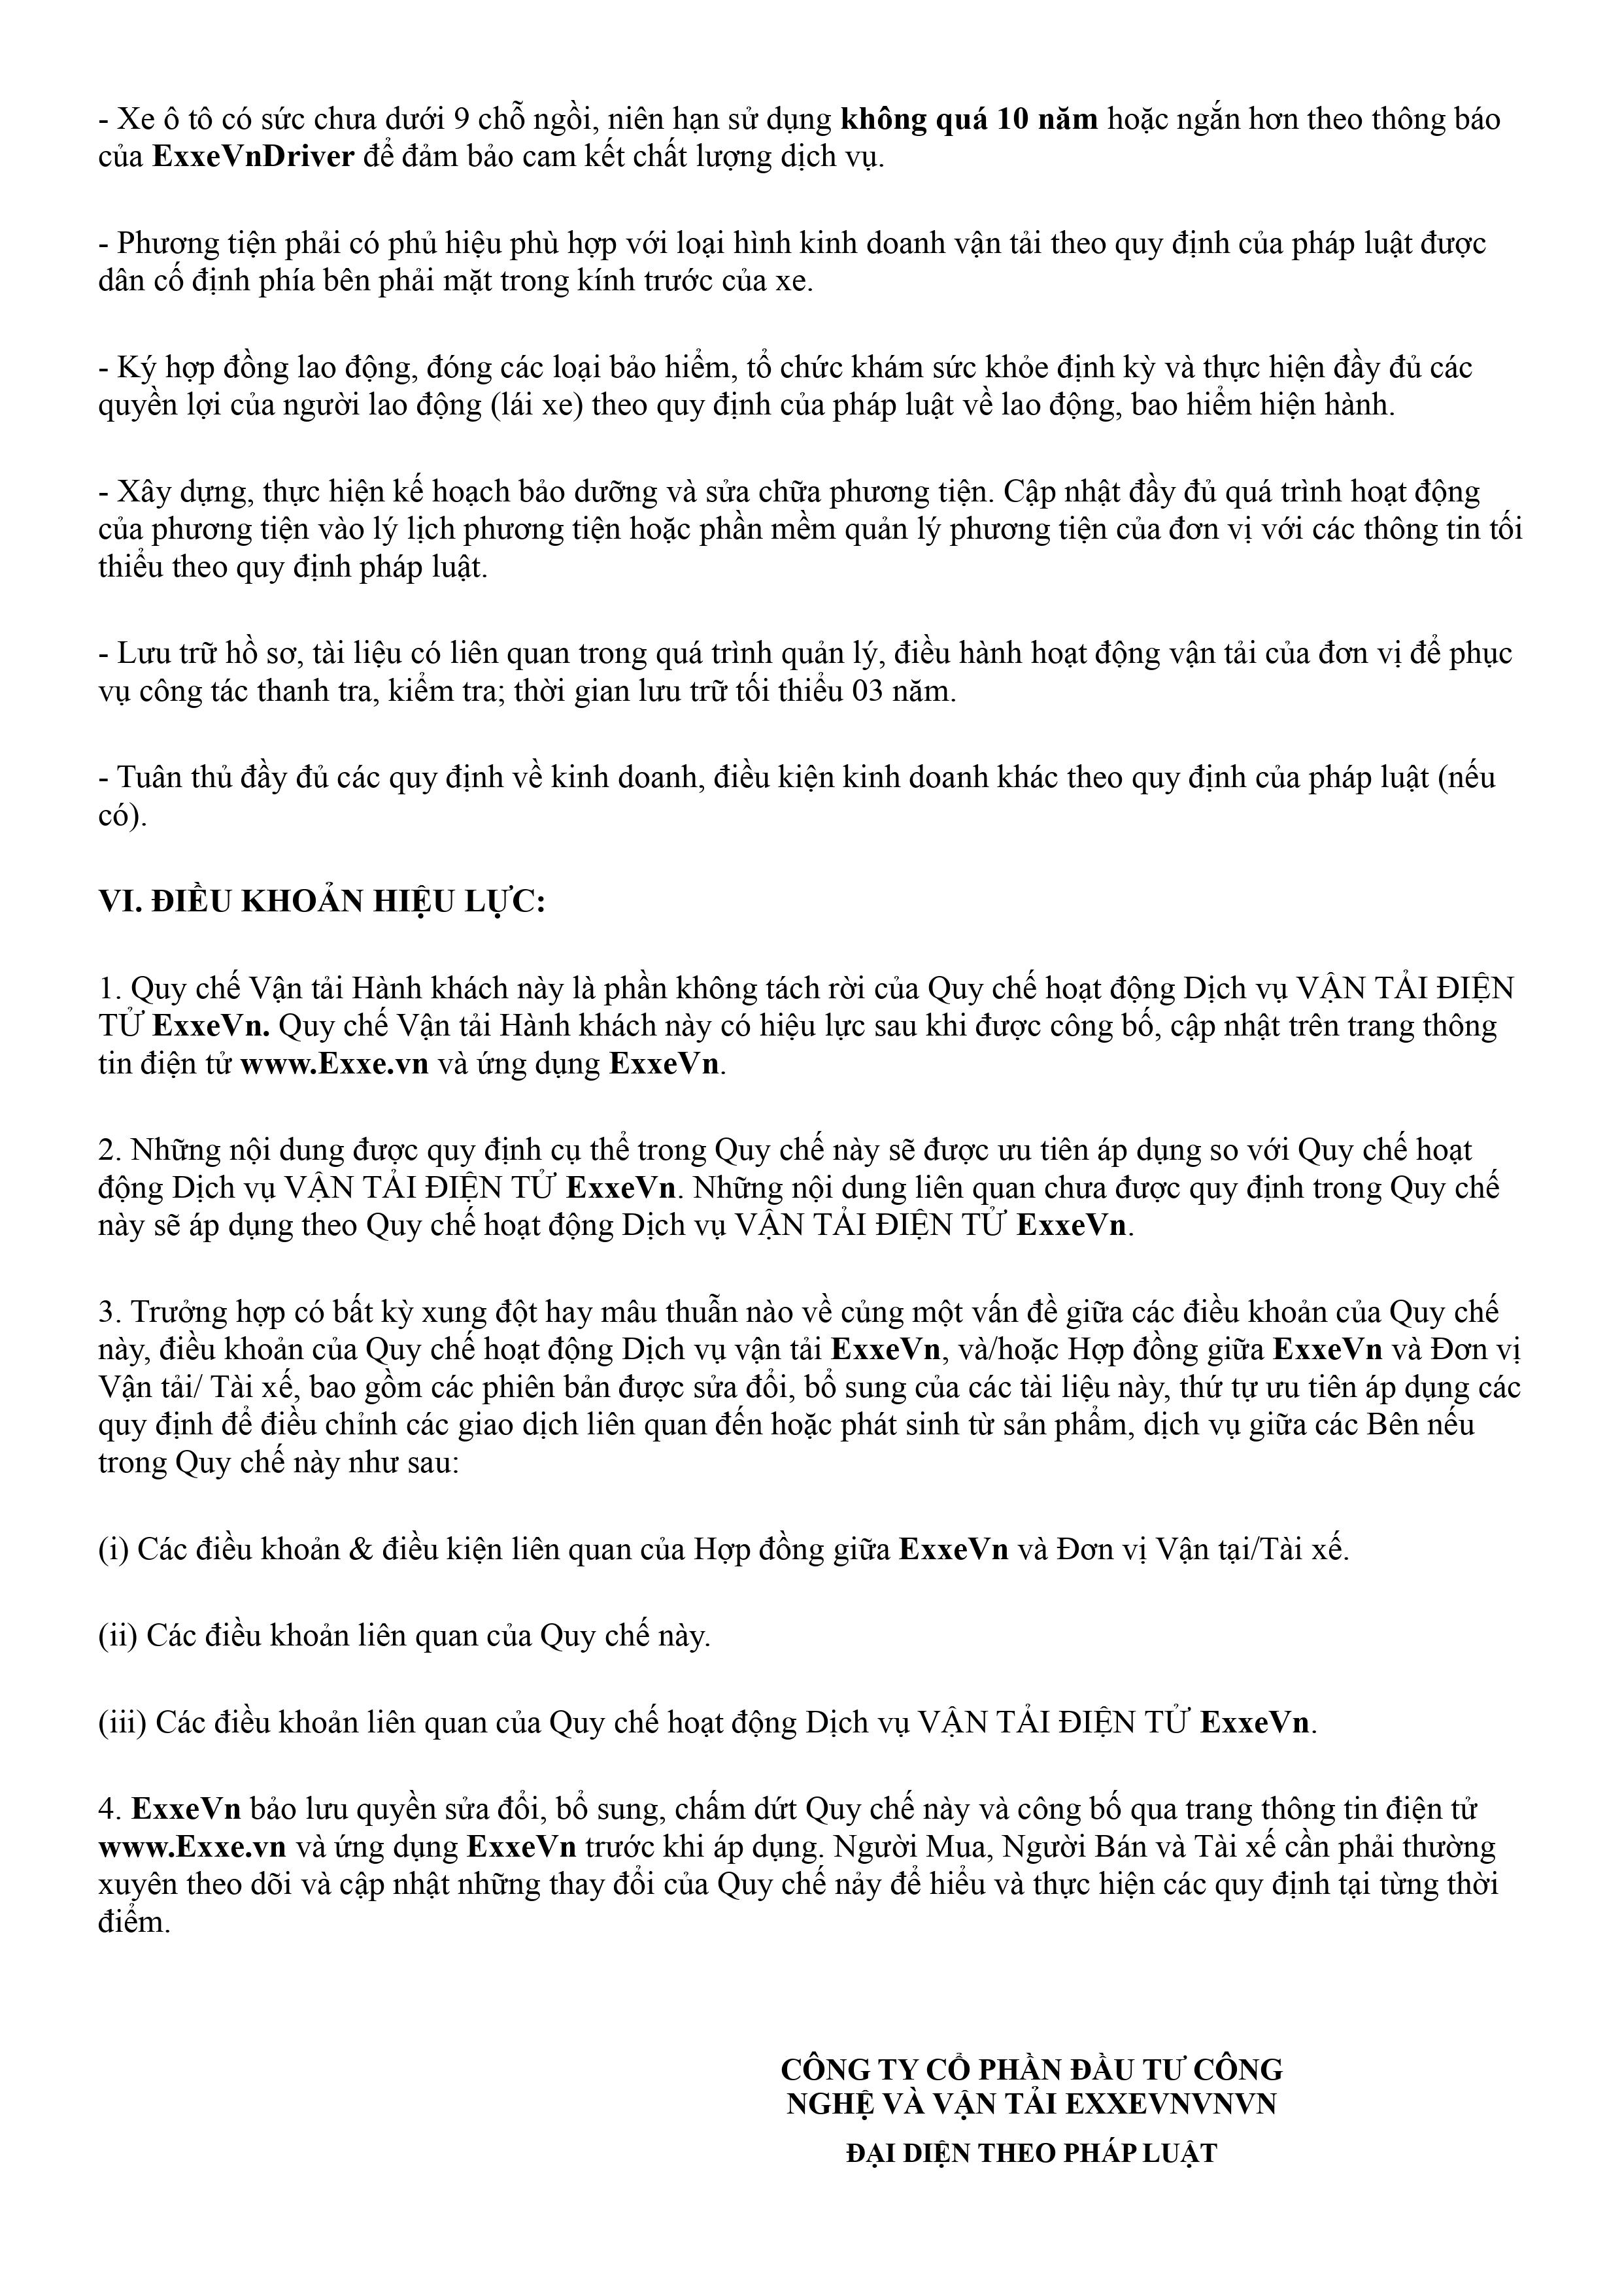 - Xe ô tô có sức chưa dưới 9 chỗ ngồi, niên hạn sử dụng không quá 10 năm hoặc ngắn hơn theo thông báo
của ExxeVnDriver để đảm bảo cam kết chất lượng dịch vụ.
- Phương tiện phải có phủ hiệu phù hợp với loại hình kinh doanh vận tải theo quy định của pháp luật được
dân cố định phía bên phải mặt trong kính trước của xe.
- Ký hợp đồng lao động, đóng các loại bảo hiểm, tổ chức khám sức khỏe định kỳ và thực hiện đầy đủ các
quyền lợi của người lao động (lái xe) theo quy định của pháp luật về lao động, bao hiểm hiện hành.
- Xây dựng, thực hiện kế hoạch bảo dưỡng và sửa chữa phương tiện. Cập nhật đầy đủ quá trình hoạt động
của phương tiện vào lý lịch phương tiện hoặc phần mềm quản lý phương tiện của đơn vị với các thông tin tối
thiểu theo quy định pháp luật.
- Lưu trữ hồ sơ, tài liệu có liên quan trong quá trình quản lý, điều hành hoạt động vận tải của đơn vị để phục
vụ công tác thanh tra, kiểm tra; thời gian lưu trữ tối thiểu 03 năm.
- Tuân thủ đầy đủ các quy định về kinh doanh, điều kiện kinh doanh khác theo quy định của pháp luật (nếu
có).
VI. ĐIỀU KHOẢN HIỆU LỰC:
1. Quy chế Vận tải Hành khách này là phần không tách rời của Quy chế hoạt động Dịch vụ VẬN TẢI ĐIỆN
TỬ ExxeVn. Quy chế Vận tải Hành khách này có hiệu lực sau khi được công bố, cập nhật trên trang thông
tin điện tử www.Exxe.vn và ứng dụng ExxeVn.
2. Những nội dung được quy định cụ thể trong Quy chế này sẽ được ưu tiên áp dụng so với Quy chế hoạt
động Dịch vụ VẬN TẢI ĐIỆN TỬ ExxeVn. Những nội dung liên quan chưa được quy định trong Quy chế
này sẽ áp dụng theo Quy chế hoạt động Dịch vụ VẬN TẢI ĐIỆN TỬ ExxeVn.
3. Trưởng hợp có bất kỳ xung đột hay mâu thuẫn nào về củng một vấn đề giữa các điều khoản của Quy chế
này, điều khoản của Quy chế hoạt động Dịch vụ vận tải ExxeVn, và/hoặc Hợp đồng giữa ExxeVn và Đơn vị
Vận tải/ Tài xế, bao gồm các phiên bản được sửa đổi, bổ sung của các tài liệu này, thứ tự ưu tiên áp dụng các
quy định để điều chỉnh các giao dịch liên quan đến hoặc phát sinh từ sản phẩm, dịch vụ giữa các Bên nếu
trong Quy chế này như sau:
(i) Các điều khoản & điều kiện liên quan của Hợp đồng giữa ExxeVn và Đơn vị Vận tại/Tài xế.
(ii) Các điều khoản liên quan của Quy chế này.
(iii) Các điều khoản liên quan của Quy chế hoạt động Dịch vụ VẬN TẢI ĐIỆN TỬ ExxeVn.
4. ExxeVn bảo lưu quyền sửa đổi, bổ sung, chấm dứt Quy chế này và công bố qua trang thông tin điện tử
www.Exxe.vn và ứng dụng ExxeVn trước khi áp dụng. Người Mua, Người Bán và Tài xế cần phải thường
xuyên theo dõi và cập nhật những thay đổi của Quy chế nảy để hiểu và thực hiện các quy định tại từng thời
điểm.
CÔNG TY CỔ PHẦN ĐẦU TƯ CÔNG
NGHỆ VÀ VẬN TẢI EXXEVNVNVN
ĐẠI DIỆN THEO PHÁP LUẬT